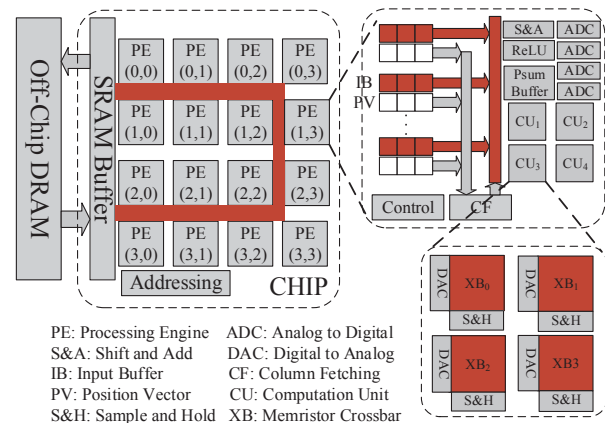 Off-Chip DRAM
SRAM Buffer
PE (0,0)
PE (0,1)
PE (0,2)
PE (0,3)
PE (1,0)
PE (1,1)
PE (1,2)
PE (1,3)
PE (2,0)
PE (2,1)
PE (2,2)
PE (2,3)
PE (3,0)
PE (3,1)
PE (3,2)
PE (3,3)
Addressing
CHIP
IB
PV
S&A
ADC
ReLU
ADC
Psum Buffer
ADC
ADC
CU1
CU2
CU3
CU4
Control
CF
DAC
XB0
S&H
DAC
XB1
S&H
DAC
XB2
S&H
DAC
XB3
S&H
PE: Processing Engine
ADC: Analog to Digital
S&A: Shift and Add
DAC: Digital to Analog
IB: Input Buffer
CF: Column Fetching
PV: Position Vector
CU: Computation Unit
S&H: Sample and Hold
XB: Memristor Crossbar